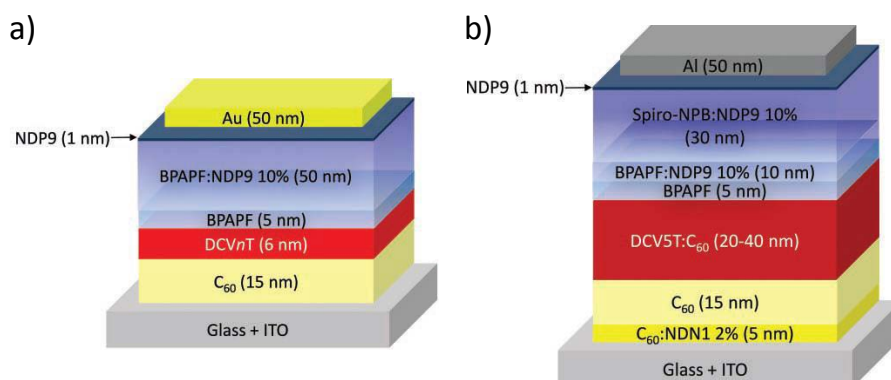 a)
Au (50 nm)
NDP9 (1 nm)
BPAPF:NDP9 10% (50 nm)
BPAPF (5 nm)
DCVnT (6 nm)
C₆₀ (15 nm)
Glass + ITO
b)
Al (50 nm)
NDP9 (1 nm)
Spiro-NPB:NDP9 10%
(30 nm)
BPAPF:NDP9 10% (10 nm)
BPAPF (5 nm)
DCV5T:C₆₀ (20-40 nm)
C₆₀ (15 nm)
C₆₀:NDN1 2% (5 nm)
Glass + ITO